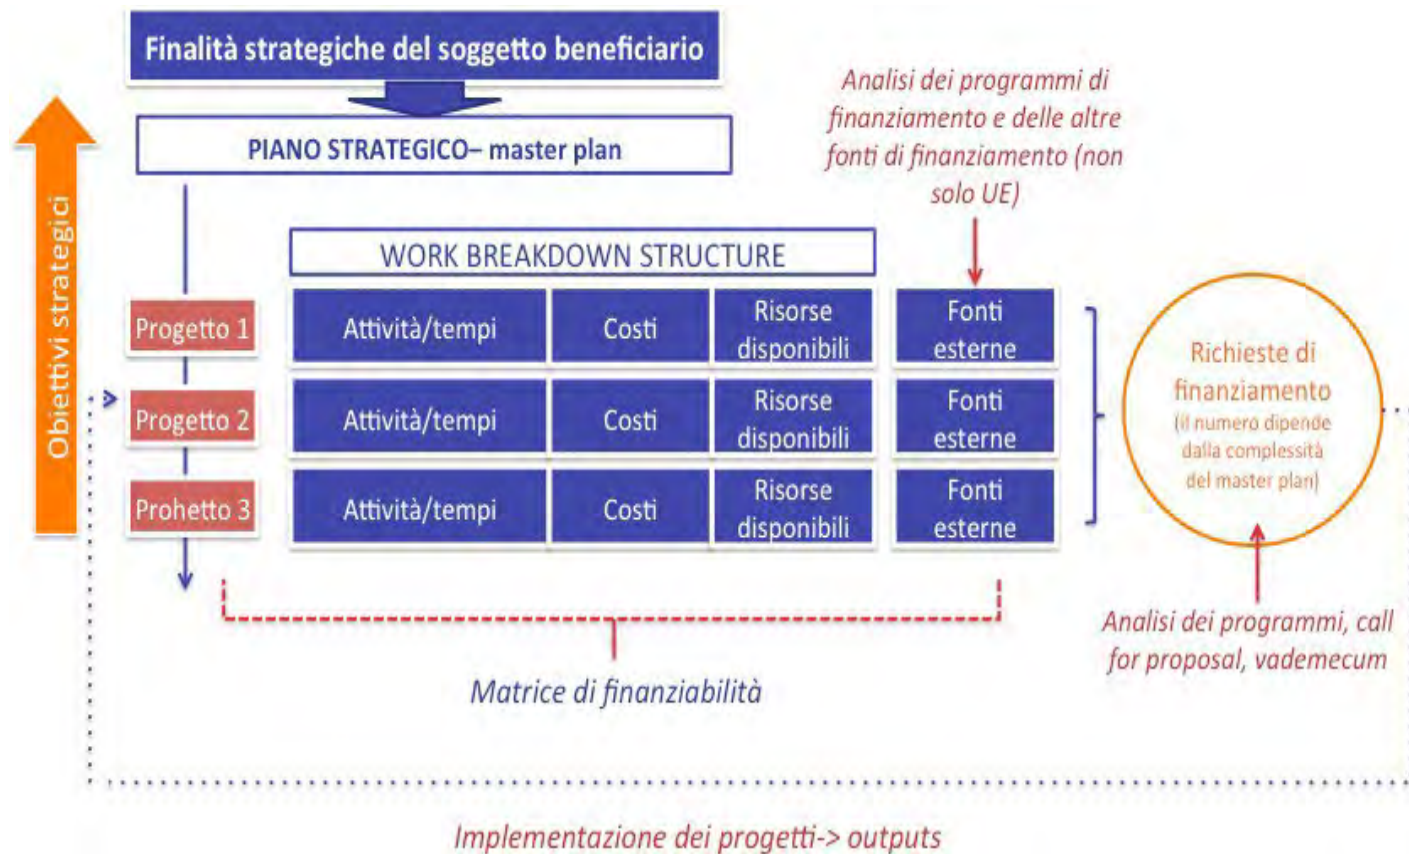 Finalità strategiche del soggetto beneficiario
PIANO STRATEGICO– master plan
Analisi dei programmi di
finanziamento e delle altre
fonti di finanziamento (non
solo UE)
Obiettivi strategici
WORK BREAKDOWN STRUCTURE
Progetto 1
Attività/tempi
Costi
Risorse
disponibili
Fonti
esterne
Progetto 2
Attività/tempi
Costi
Risorse
disponibili
Fonti
esterne
Prohetto 3
Attività/tempi
Costi
Risorse
disponibili
Fonti
esterne
Richieste di
finanziamento
(il numero dipende
dalla complessità
del master plan)
Analisi dei programmi, call
for proposal, vademecum
Matrice di finanziabilità
Implementazione dei progetti-> outputs